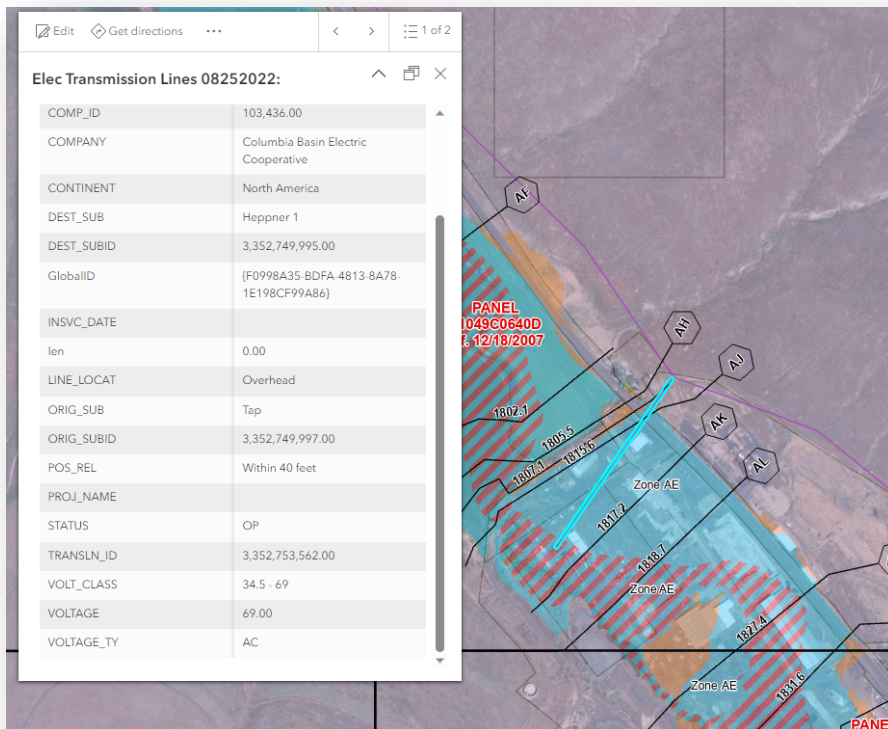 Edit Get directions ··· 1 of 2
Elec Transmission Lines 08252022:
COMP_ID 103,436.00
COMPANY Columbia Basin Electric
Cooperative
CONTINENT North America
DEST_SUB Heppner 1
DEST_SUBID 3,352,749,995.00
GlobalID {F0998A35-BDFA-4813-8A78-
1E198CF99A86}
INSVC_DATE
len 0.00
LINE_LOCAT Overhead
ORIG_SUB Tap
ORIG_SUBID 3,352,749,997.00
POS_REL Within 40 feet
PROJ_NAME
STATUS OP
TRANSLN_ID 3,352,753,562.00
VOLT_CLASS 34.5 - 69
VOLTAGE 69.00
VOLTAGE_TY AC
AF
PANEL
1049C0640D
f. 12/18/2007
AH
AJ
AK
AL
1802.1
1805.5
1807.1
1815.6
Zone AE
1817.2
1818.7
Zone AE
1827.4
Zone AE
1831.6
PANE